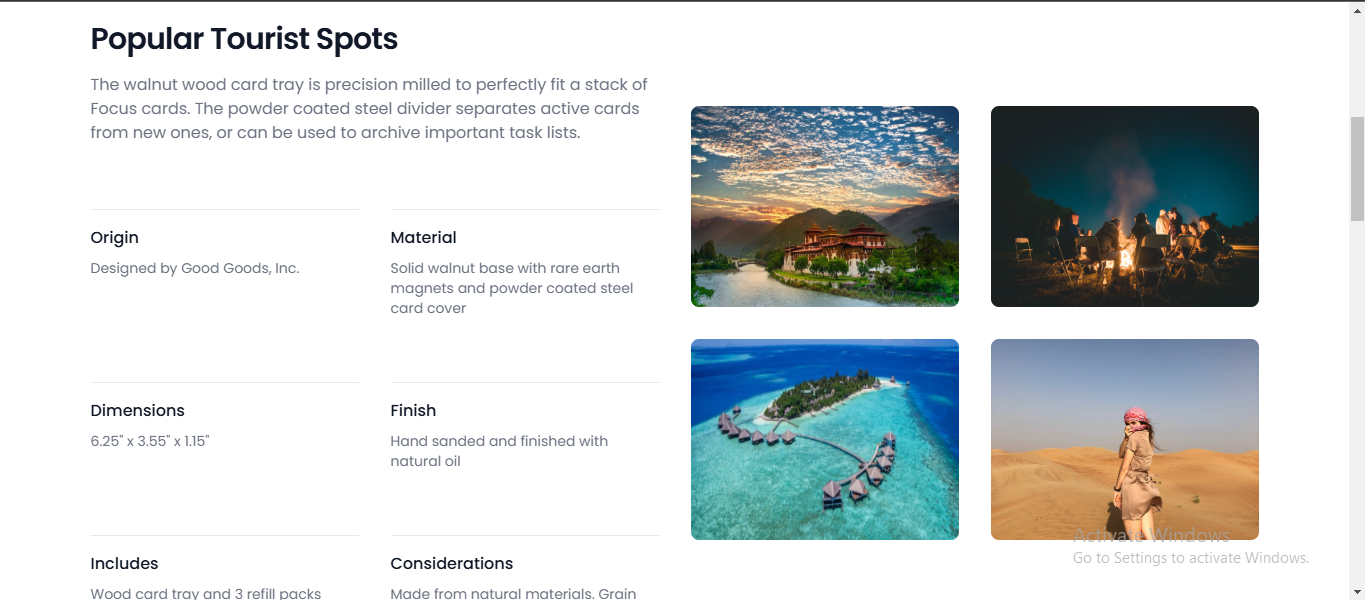 Popular Tourist Spots
The walnut wood card tray is precision milled to perfectly fit a stack of
Focus cards. The powder coated steel divider separates active cards
from new ones, or can be used to archive important task lists.
Origin
Designed by Good Goods, Inc.
Material
Solid walnut base with rare earth
magnets and powder coated steel
card cover
Dimensions
6.25" x 3.55" x 1.15"
Finish
Hand sanded and finished with
natural oil
Includes
Wood card tray and 3 refill packs
Considerations
Made from natural materials. Grain
Activate Windows
Go to Settings to activate Windows.